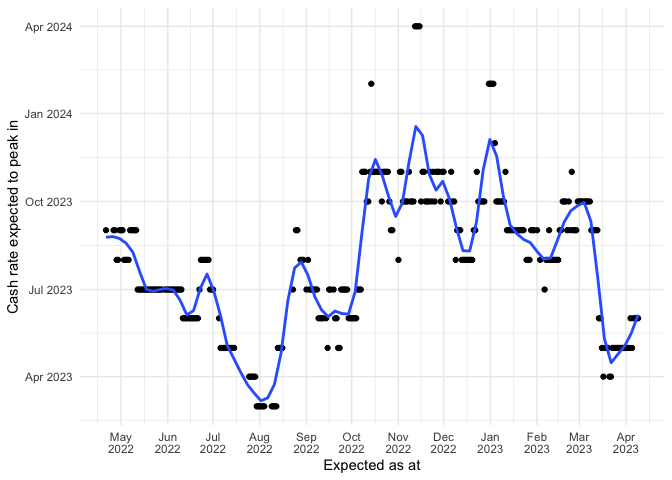 Cash rate expected to peak in
Apr 2024
Jan 2024
Oct 2023
Jul 2023
Apr 2023
May Jun Jul Aug Sep Oct Nov Dec Jan Feb Mar Apr
2022 2022 2022 2022 2022 2022 2022 2022 2023 2023 2023 2023
Expected as at